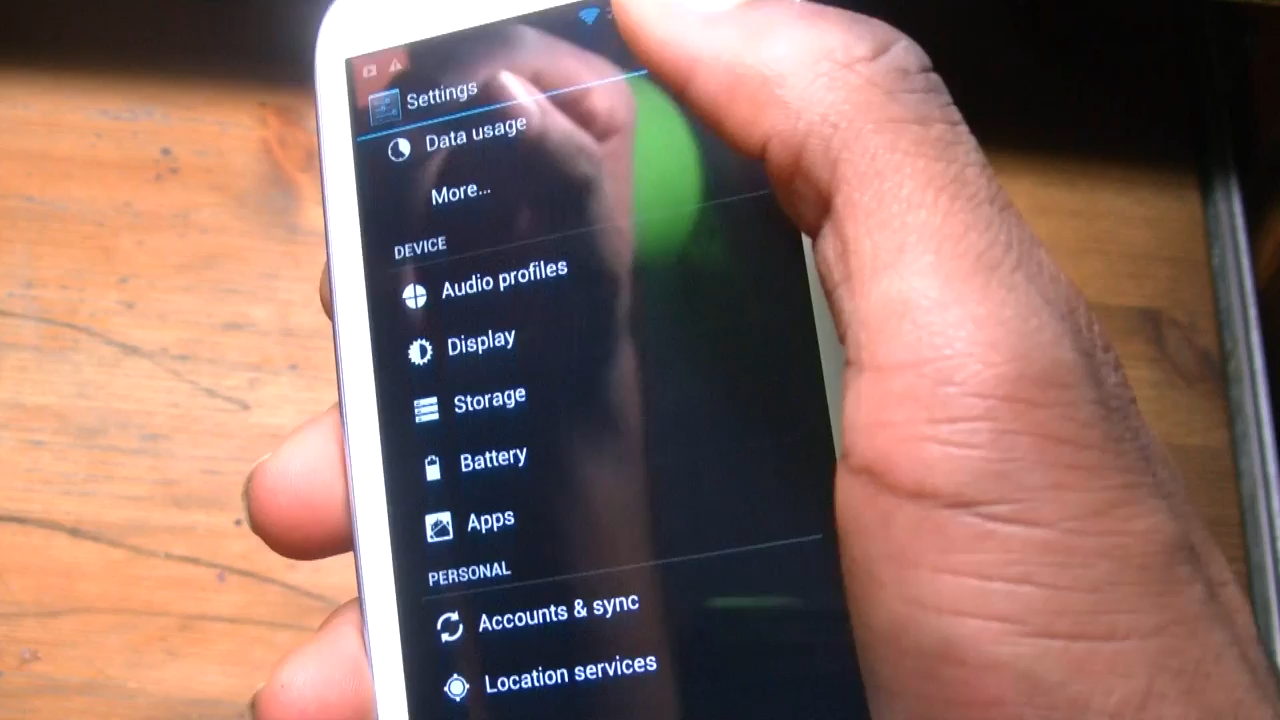 Settings
Data usage
More...
DEVICE
Audio profiles
Display
Storage
Battery
Apps
PERSONAL
Accounts & sync
Location services